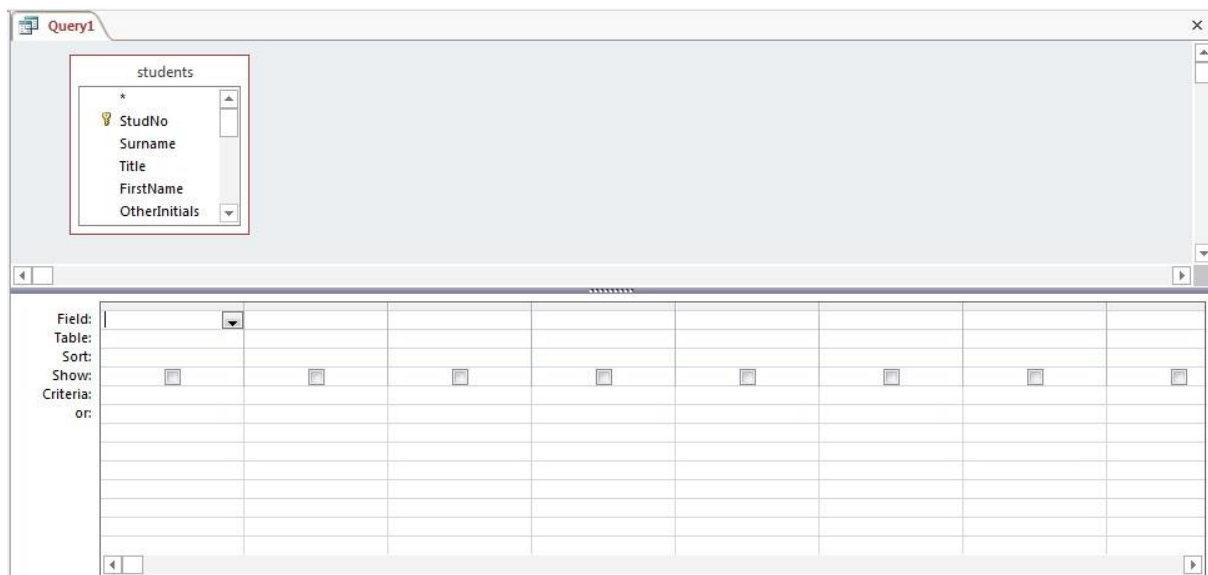 Query1
students
*
StudNo
Surname
Title
FirstName
OtherInitials
Field:
Table:
Sort:
Show:
Criteria:
or: